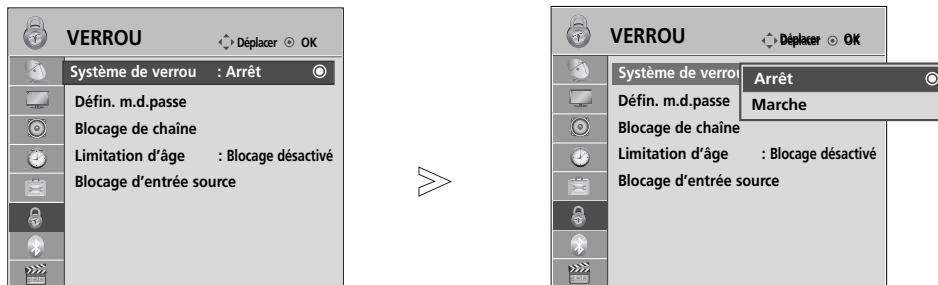 VERROU Déplacer OK
Système de verrou : Arrêt
Défin. m.d.passe
Blocage de chaîne
Limitation d’âge : Blocage désactivé
Blocage d’entrée source
VERROU Déplacer OK
Système de verrou
Arrêt
Défin. m.d.passe
Marche
Blocage de chaîne
Limitation d’âge : Blocage désactivé
Blocage d’entrée source